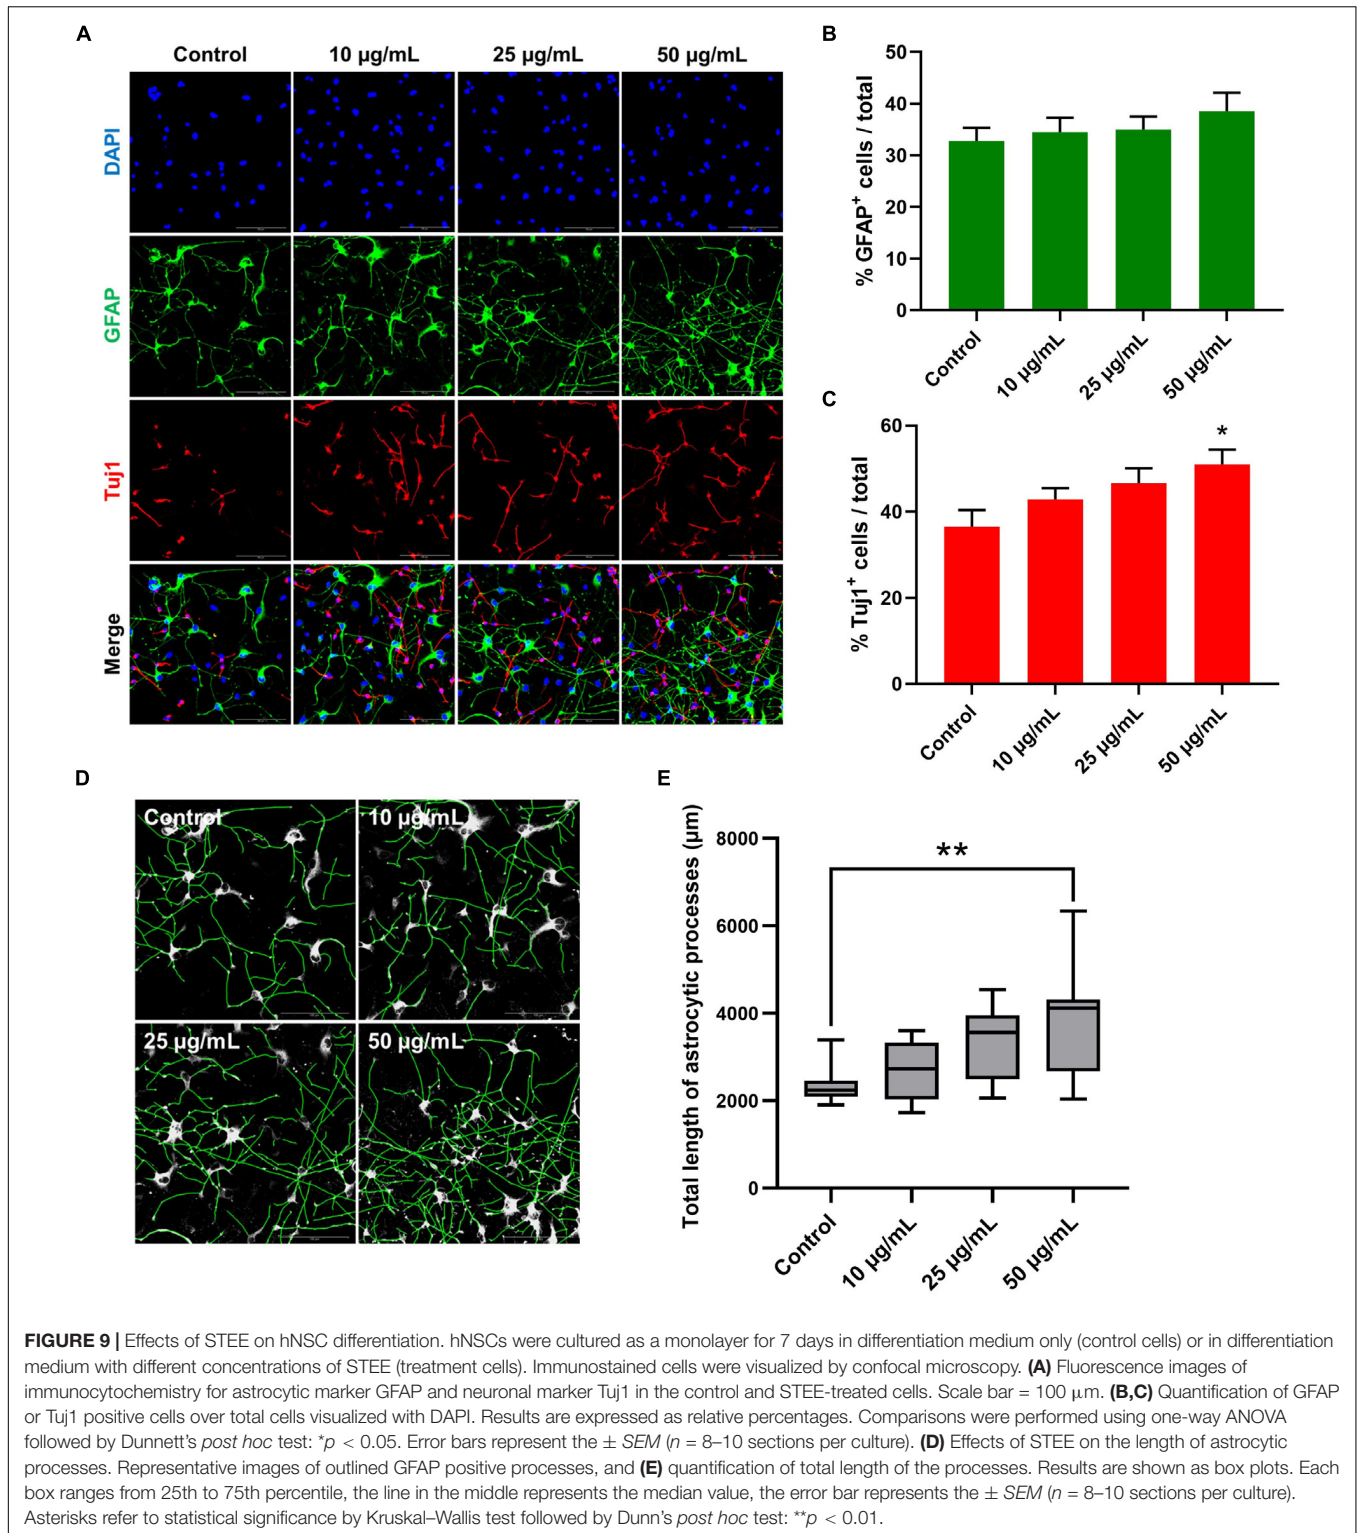 A
Control
10 µg/mL
25 µg/mL
50 µg/mL
DAPI
GFAP
Tuj1
Merge
B
% GFAP+ cells / total
50
40
30
20
10
0
Control
10 µg/mL
25 µg/mL
50 µg/mL
C
% Tuj1+ cells / total
60
40
20
0
*
Control
10 µg/mL
25 µg/mL
50 µg/mL
D
Control
10 µg/mL
25 µg/mL
50 µg/mL
E
Total length of astrocytic processes (µm)
8000
6000
4000
2000
0
**
Control
10 µg/mL
25 µg/mL
50 µg/mL
FIGURE 9 | Effects of STEE on hNSC differentiation. hNSCs were cultured as a monolayer for 7 days in differentiation medium only (control cells) or in differentiation
medium with different concentrations of STEE (treatment cells). Immunostained cells were visualized by confocal microscopy. (A) Fluorescence images of
immunocytochemistry for astrocytic marker GFAP and neuronal marker Tuj1 in the control and STEE-treated cells. Scale bar = 100 µm. (B,C) Quantification of GFAP
or Tuj1 positive cells over total cells visualized with DAPI. Results are expressed as relative percentages. Comparisons were performed using one-way ANOVA
followed by Dunnett's post hoc test: *p < 0.05. Error bars represent the ± SEM (n = 8–10 sections per culture). (D) Effects of STEE on the length of astrocytic
processes. Representative images of outlined GFAP positive processes, and (E) quantification of total length of the processes. Results are shown as box plots. Each
box ranges from 25th to 75th percentile, the line in the middle represents the median value, the error bar represents the ± SEM (n = 8–10 sections per culture).
Asterisks refer to statistical significance by Kruskal–Wallis test followed by Dunn's post hoc test: **p < 0.01.